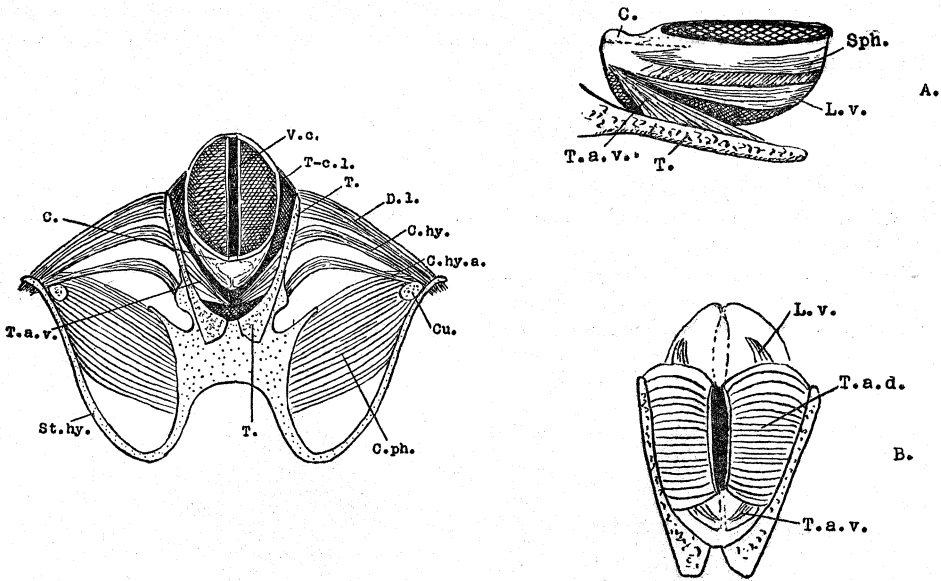 V.c.
T-c.l.
T.
D.l.
C.
C.hy.
C.hy.a.
T.a.v.
Cu.
St.hy.
T.
C.ph.
C.
Sph.
A.
L.v.
T.a.v.
T.
L.v.
T.a.d.
B.
T.a.v.